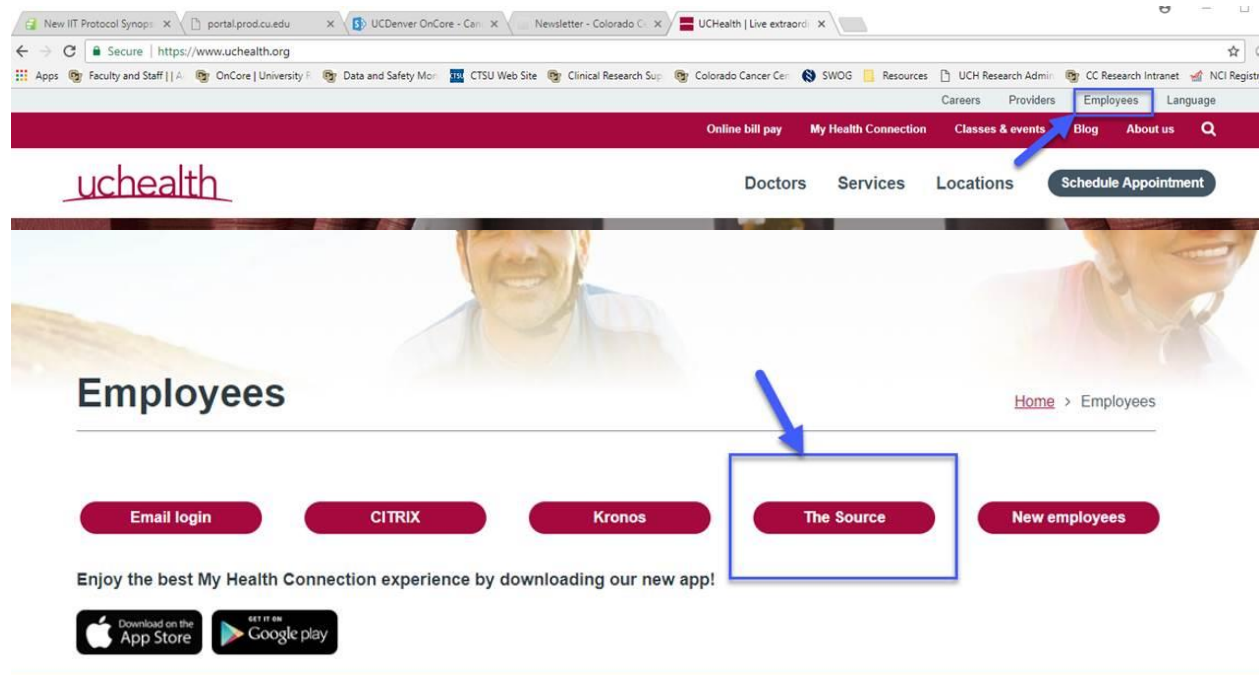 New IIT Protocol Synops portal.prod.cu.edu UCDenver OnCore - Can Newsletter - Colorado C UCHealth | Live extraord
Secure | https://www.uchealth.org
Apps Faculty and Staff | | A OnCore | University F Data and Safety Mon CTSU CTSU Web Site Clinical Research Sup Colorado Cancer Cen SWOG Resources UCH Research Admin CC Research Intranet NCI Registr
Careers Providers Employees Language
Online bill pay My Health Connection Classes & events Blog About us
uchealth Doctors Services Locations Schedule Appointment
Employees
Home > Employees
Email login CITRIX Kronos The Source New employees
Enjoy the best My Health Connection experience by downloading our new app!
Download on the App Store GET IT ON Google play